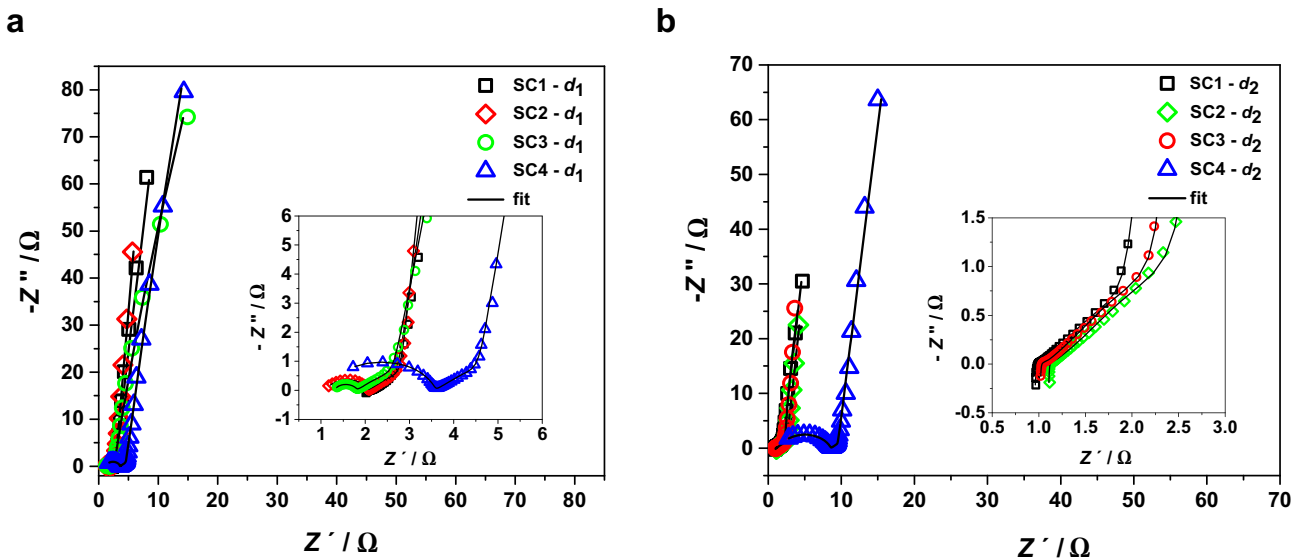 a
80
70
60
50
40
30
20
10
0
-Z" / Ω
0 10 20 30 40 50 60 70 80
Z´ / Ω
SC1 - d1
SC2 - d1
SC3 - d1
SC4 - d1
fit
6
5
4
3
2
1
0
-1
- Z" / Ω
1 2 3 4 5 6
Z´ / Ω
b
70
60
50
40
30
20
10
0
-Z" / Ω
0 10 20 30 40 50 60 70
Z´ / Ω
SC1 - d2
SC2 - d2
SC3 - d2
SC4 - d2
fit
1.5
1.0
0.5
0.0
-0.5
- Z" / Ω
0.5 1.0 1.5 2.0 2.5 3.0
Z´ / Ω